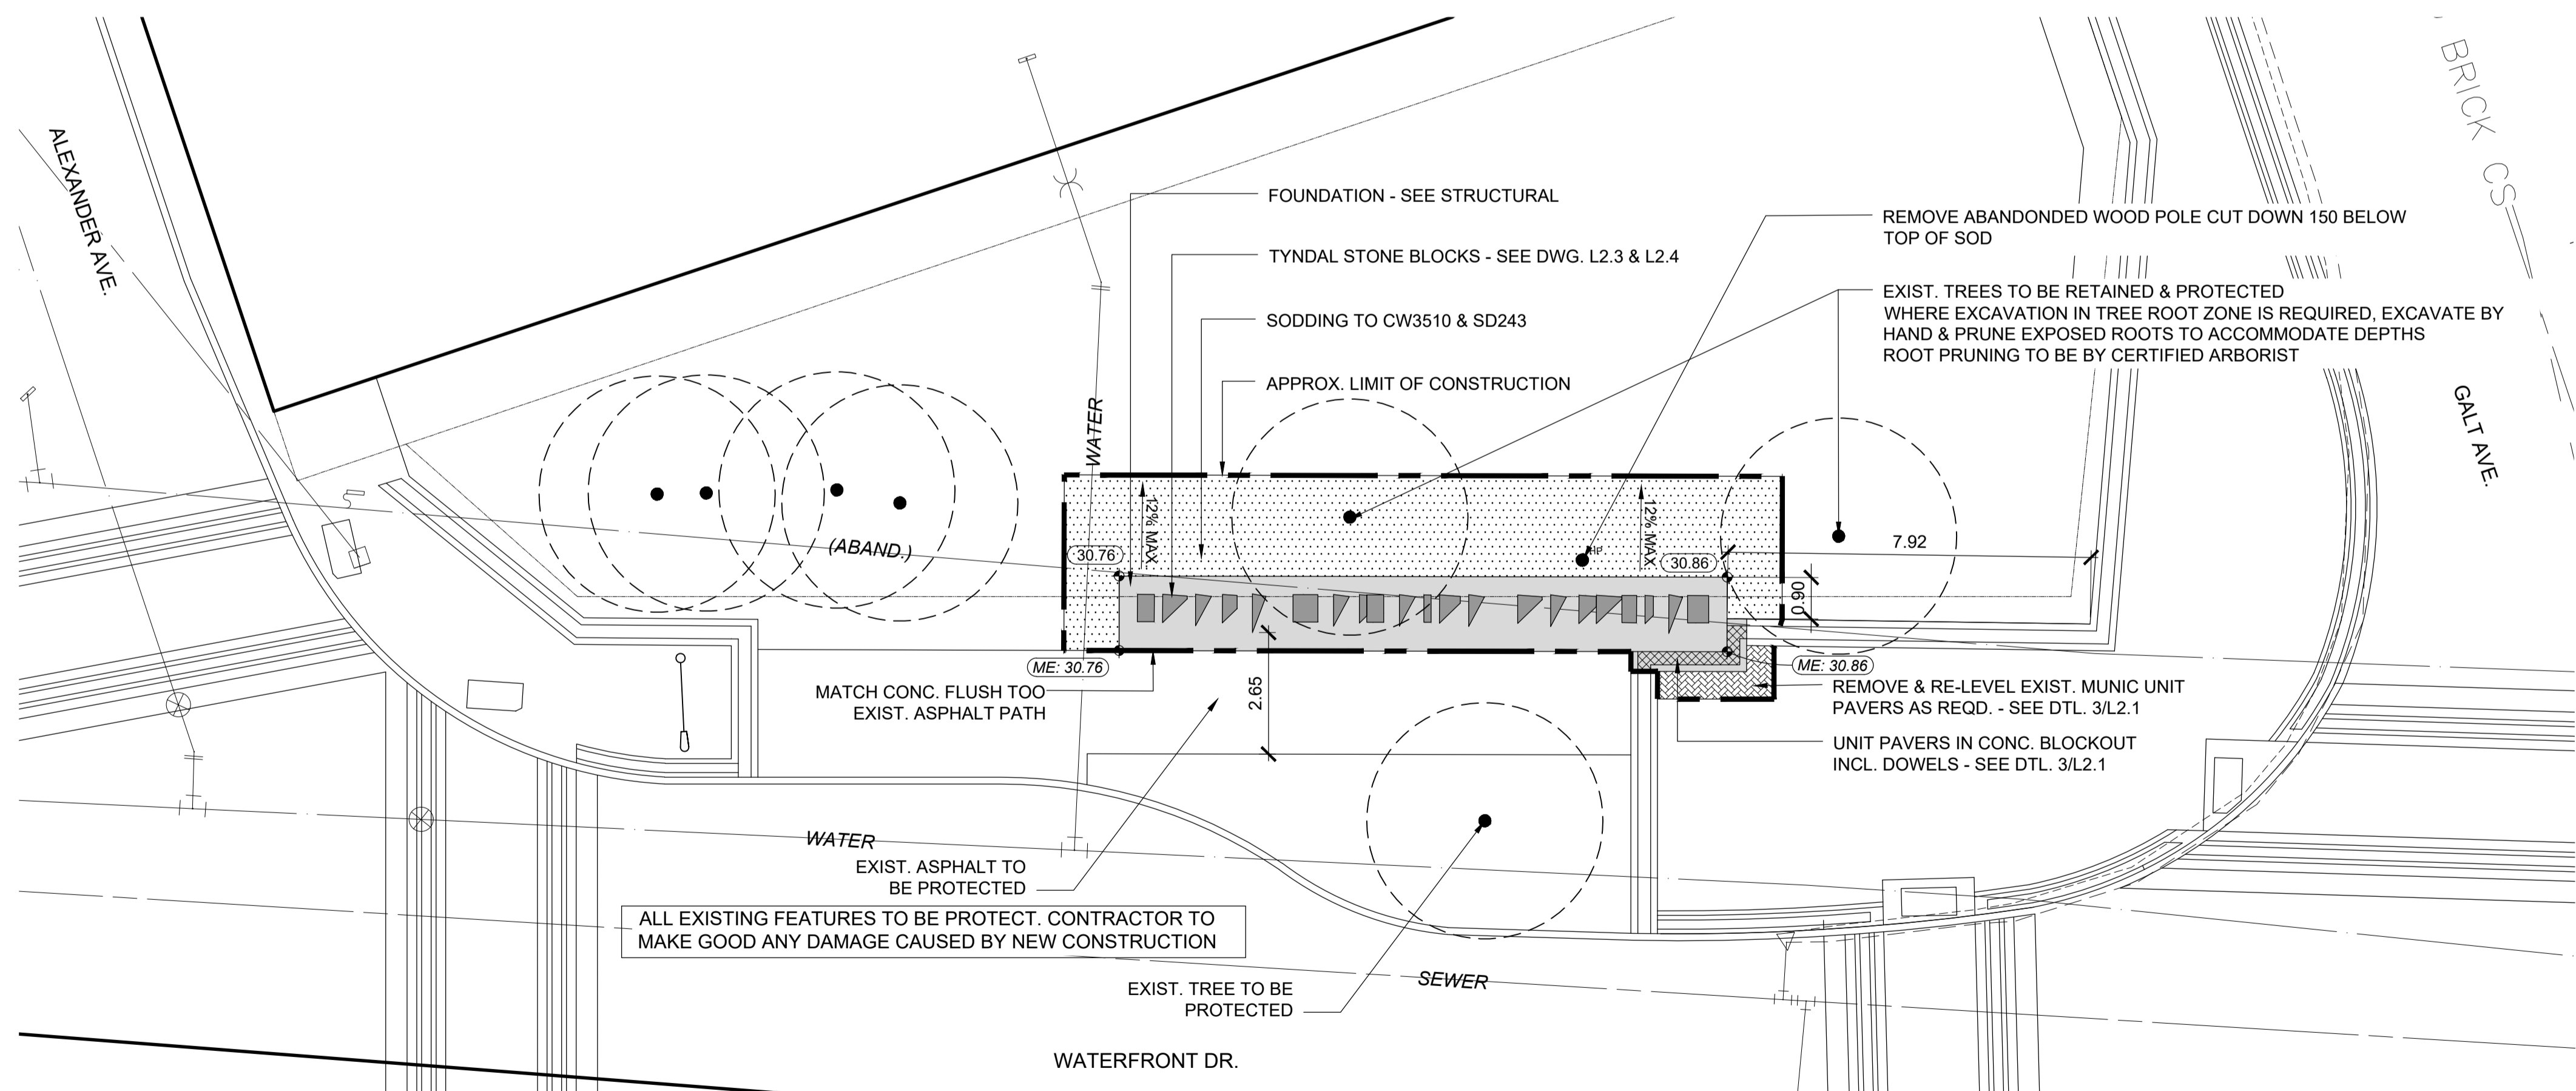 BRICK CS
ALEXANDER AVE.
FOUNDATION - SEE STRUCTURAL
TYNDAL STONE BLOCKS - SEE DWG. L2.3 & L2.4
SODDING TO CW3510 & SD243
APPROX. LIMIT OF CONSTRUCTION
REMOVE ABANDONDED WOOD POLE CUT DOWN 150 BELOW
TOP OF SOD
EXIST. TREES TO BE RETAINED & PROTECTED
WHERE EXCAVATION IN TREE ROOT ZONE IS REQUIRED, EXCAVATE BY
HAND & PRUNE EXPOSED ROOTS TO ACCOMMODATE DEPTHS
ROOT PRUNING TO BE BY CERTIFIED ARBORIST
GALT AVE.
WATER
(ABAND.)
12% MAX
12% MAX
30.76
HP
30.86
7.92
0.90
ME: 30.76
ME: 30.86
2.65
MATCH CONC. FLUSH TOO
EXIST. ASPHALT PATH
REMOVE & RE-LEVEL EXIST. MUNIC UNIT
PAVERS AS REQD. - SEE DTL. 3/L2.1
UNIT PAVERS IN CONC. BLOCKOUT
INCL. DOWELS - SEE DTL. 3/L2.1
WATER
EXIST. ASPHALT TO
BE PROTECTED
ALL EXISTING FEATURES TO BE PROTECT. CONTRACTOR TO
MAKE GOOD ANY DAMAGE CAUSED BY NEW CONSTRUCTION
SEWER
EXIST. TREE TO BE
PROTECTED
WATERFRONT DR.